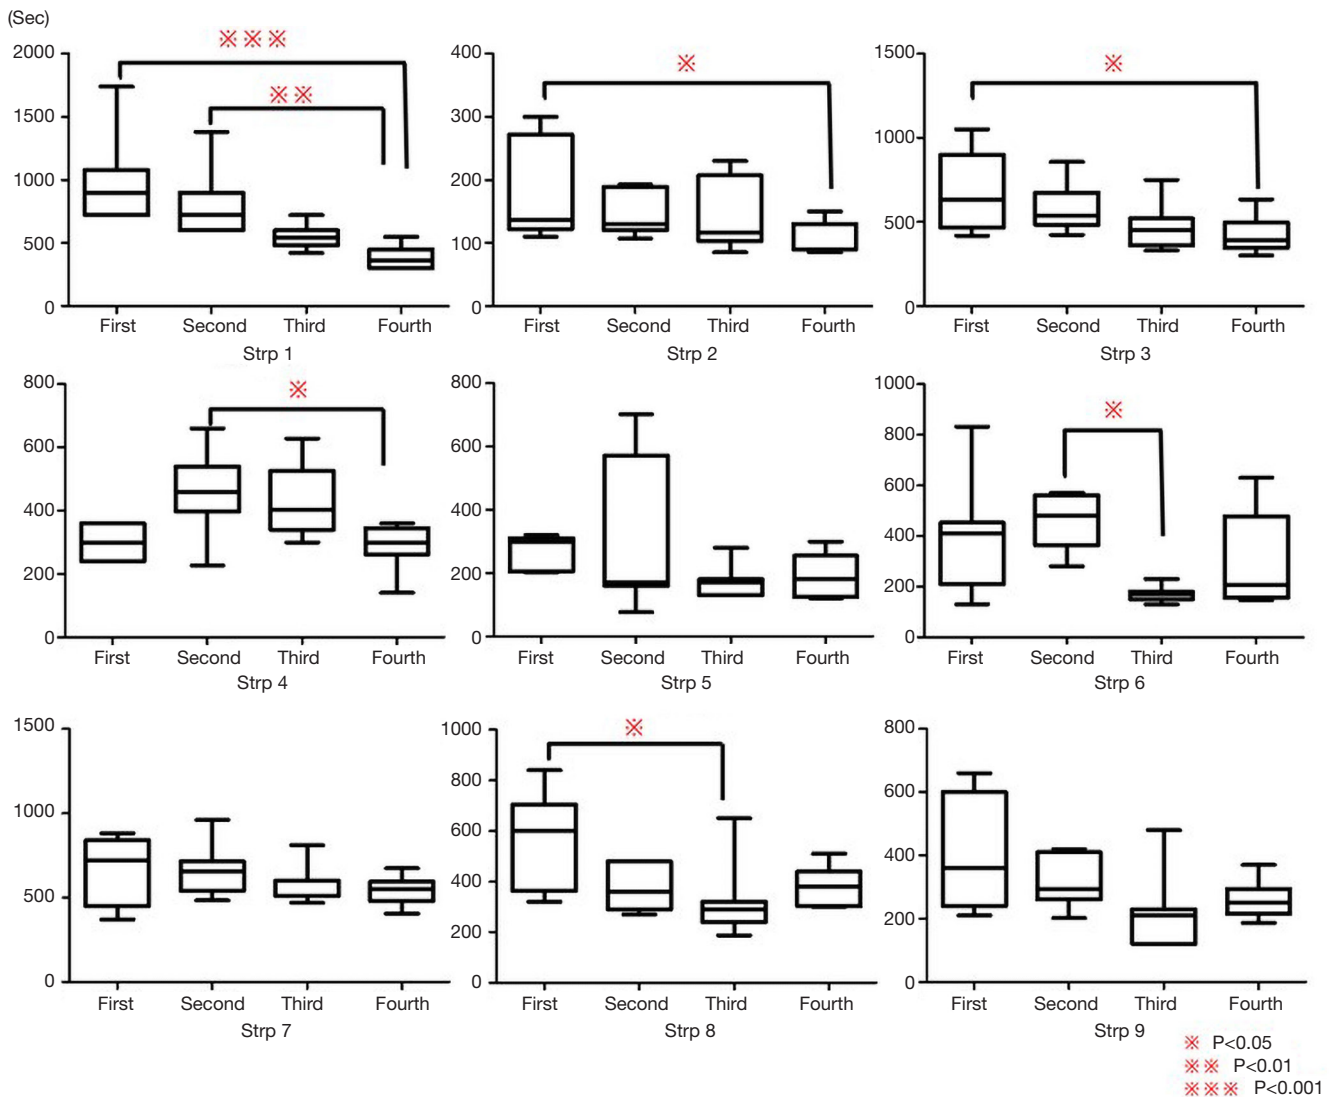 (Sec)
※※※
※※
2000
1500
1000
500
0
First Second Third Fourth
Strp 1
※
400
300
200
100
0
First Second Third Fourth
Strp 2
※
1500
1000
500
0
First Second Third Fourth
Strp 3
※
800
600
400
200
0
First Second Third Fourth
Strp 4
800
600
400
200
0
First Second Third Fourth
Strp 5
※
1000
800
600
400
200
0
First Second Third Fourth
Strp 6
1500
1000
500
0
First Second Third Fourth
Strp 7
※
1000
800
600
400
200
0
First Second Third Fourth
Strp 8
800
600
400
200
0
First Second Third Fourth
Strp 9
※ P<0.05
※※ P<0.01
※※※ P<0.001